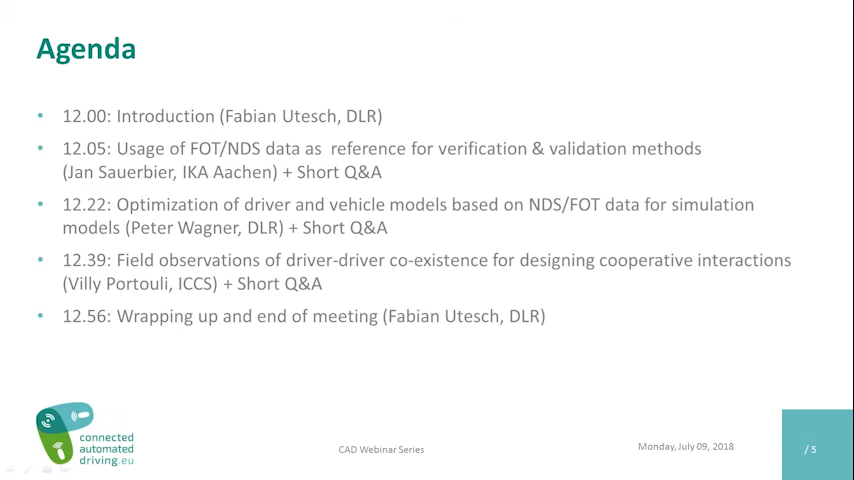 Agenda
• 12.00: Introduction (Fabian Utesch, DLR)
• 12.05: Usage of FOT/NDS data as  reference for verification & validation methods
(Jan Sauerbier, IKA Aachen) + Short Q&A
• 12.22: Optimization of driver and vehicle models based on NDS/FOT data for simulation
models (Peter Wagner, DLR) + Short Q&A
• 12.39: Field observations of driver-driver co-existence for designing cooperative interactions
(Villy Portouli, ICCS) + Short Q&A
• 12.56: Wrapping up and end of meeting (Fabian Utesch, DLR)
connected
automated
driving.eu
CAD Webinar Series
Monday, July 09, 2018
/ 5